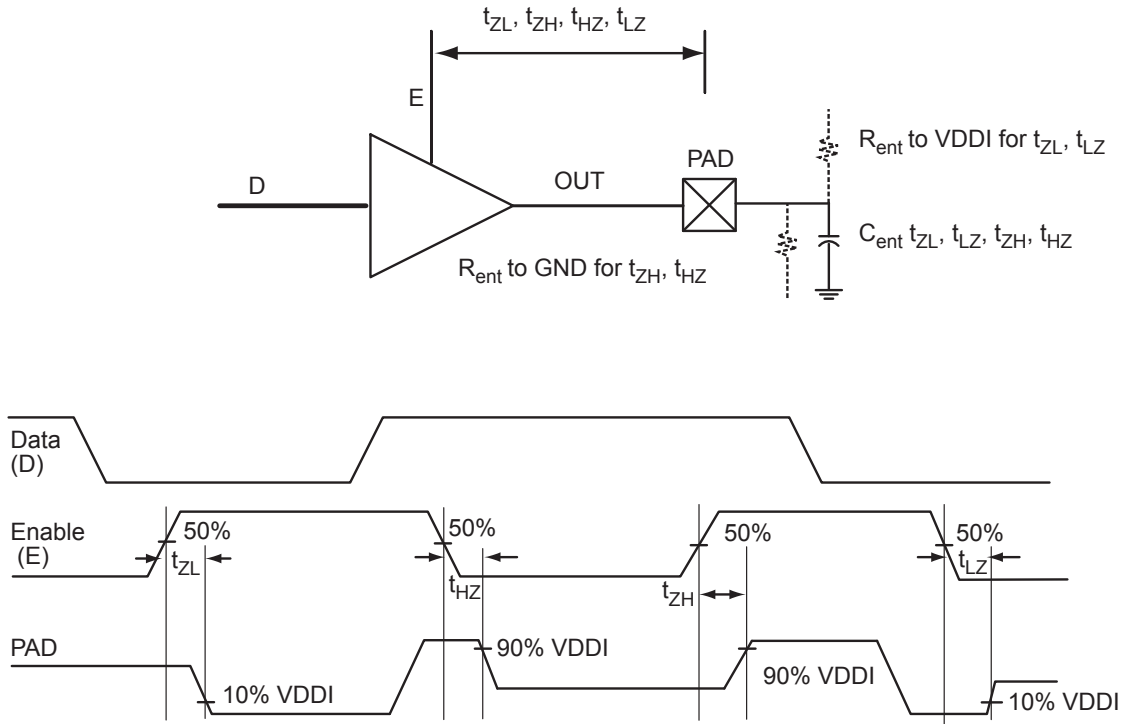 tZL, tZH, tHZ, tLZ
E
D
OUT
PAD
Rent to VDDI for tZL, tLZ
Cent tZL, tLZ, tZH, tHZ
Rent to GND for tZH, tHZ
Data
(D)
Enable
(E)
50%
50%
50%
50%
tZL
tHZ
tZH
tLZ
PAD
10% VDDI
90% VDDI
90% VDDI
10% VDDI